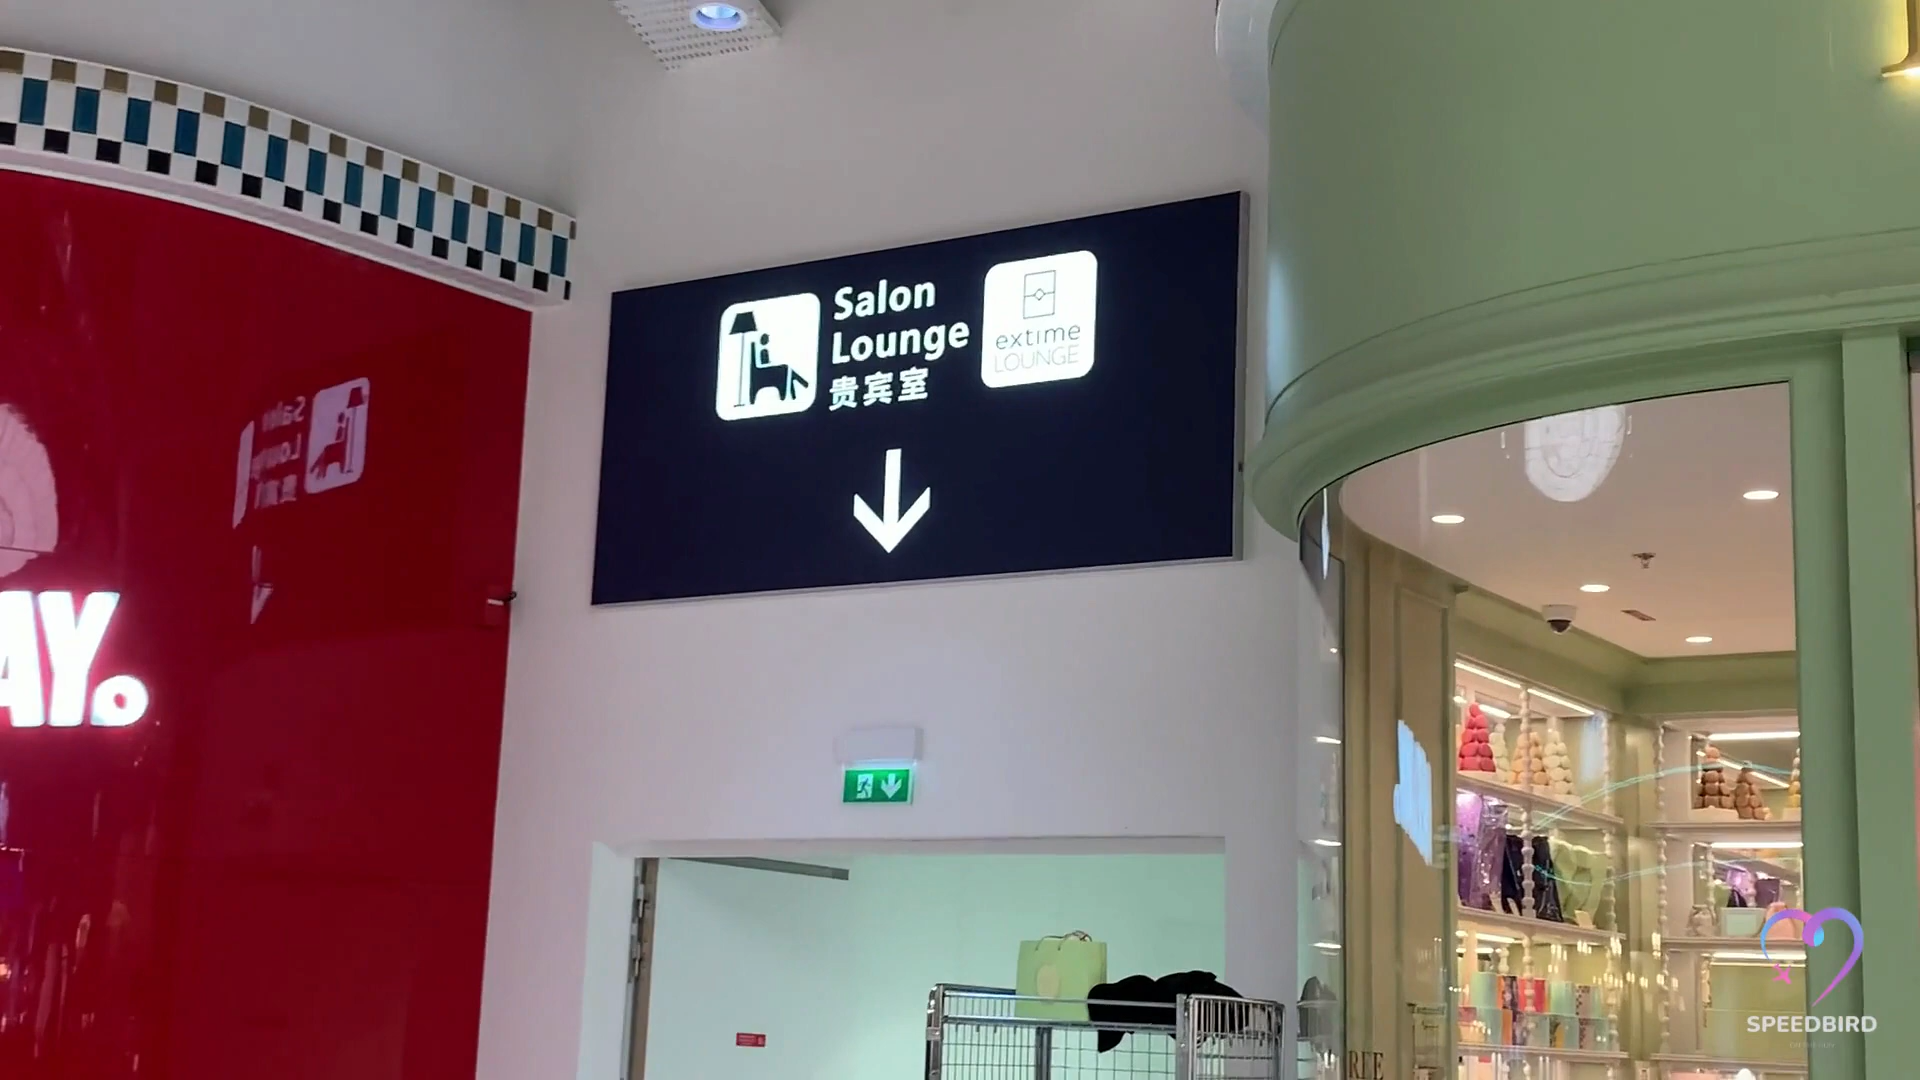 Salon
Lounge
贵宾室
extime
LOUNGE
AY.
SPEEDBIRD